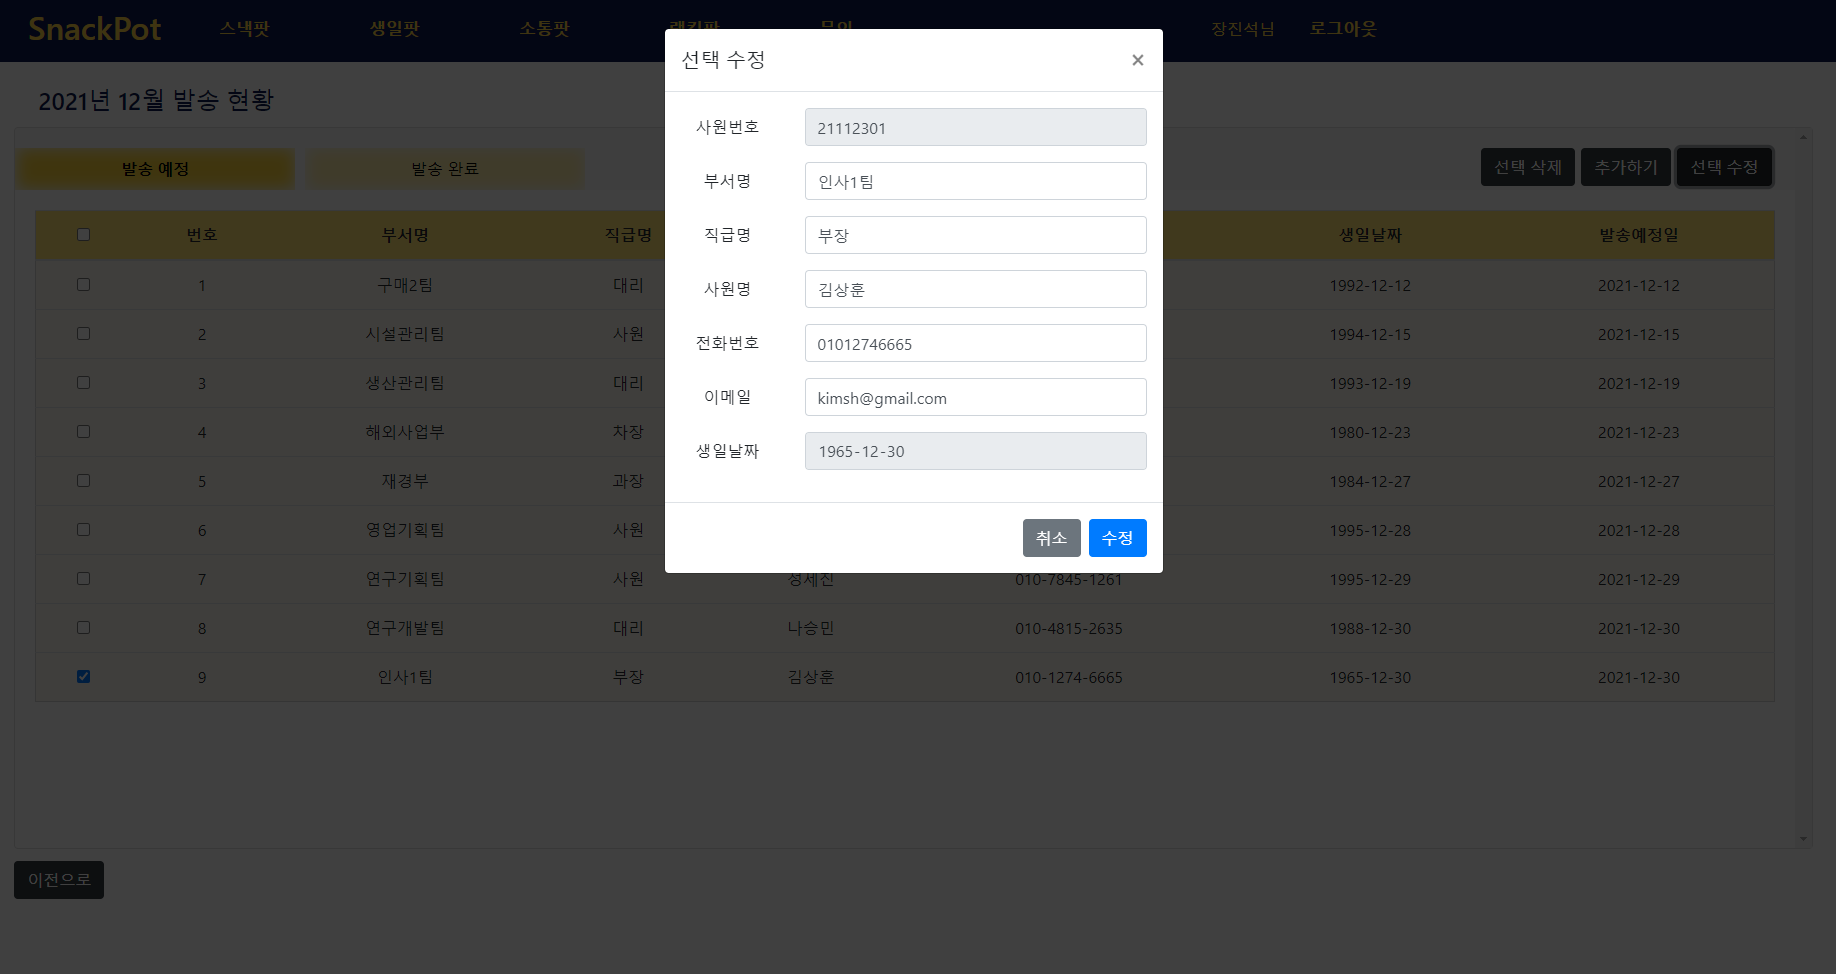 SnackPot 스낵팟 생일팟 소통팟 랭킹팟 문의 장진석님 로그아웃
2021년 12월 발송 현황
발송 예정 발송 완료 선택 삭제 추가하기 선택 수정
번호 부서명 직급명 생일날짜 발송예정일
1 구매2팀 대리 1992-12-12 2021-12-12
2 시설관리팀 사원 1994-12-15 2021-12-15
3 생산관리팀 대리 1993-12-19 2021-12-19
4 해외사업부 차장 1980-12-23 2021-12-23
5 재경부 과장 1984-12-27 2021-12-27
6 영업기획팀 사원 1995-12-28 2021-12-28
7 연구기획팀 사원 010-7845-1261 1995-12-29 2021-12-29
8 연구개발팀 대리 나승민 010-4815-2635 1988-12-30 2021-12-30
9 인사1팀 부장 김상훈 010-1274-6665 1965-12-30 2021-12-30
이전으로
선택 수정 ×
사원번호 21112301
부서명 인사1팀
직급명 부장
사원명 김상훈
전화번호 01012746665
이메일 kimsh@gmail.com
생일날짜 1965-12-30
취소 수정